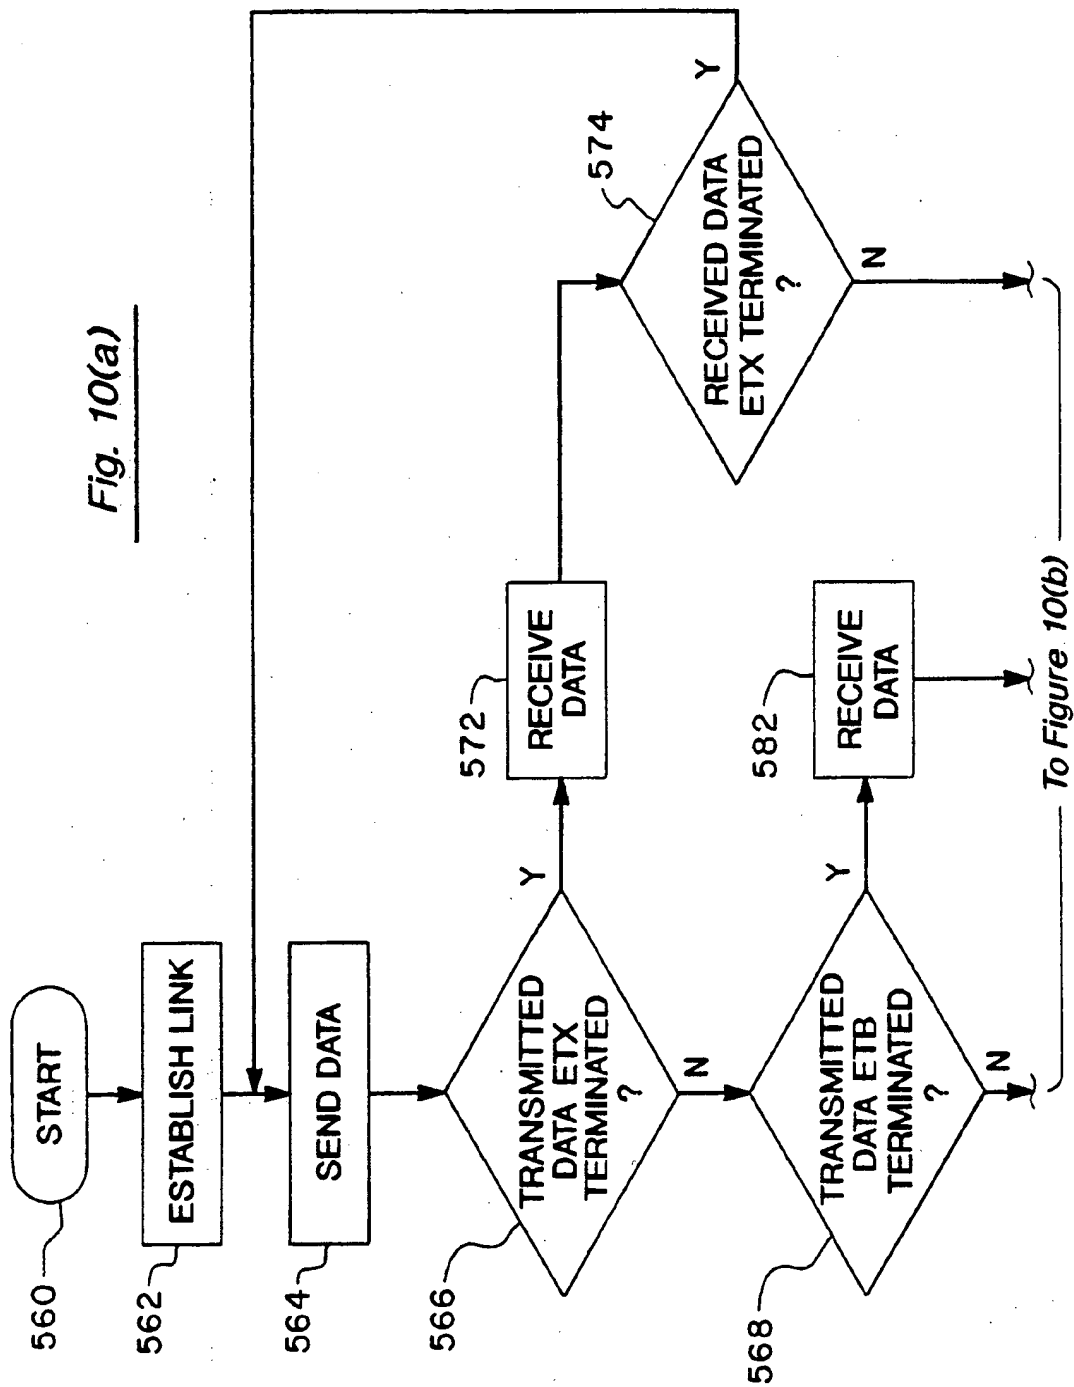 Fig. 10(a)
560
START
562
ESTABLISH LINK
564
SEND DATA
566
TRANSMITTED
DATA ETX
TERMINATED
?
Y
N
572
RECEIVE
DATA
574
RECEIVED DATA
ETX TERMINATED
?
Y
N
568
TRANSMITTED
DATA ETB
TERMINATED
?
Y
N
582
RECEIVE
DATA
To Figure 10(b)